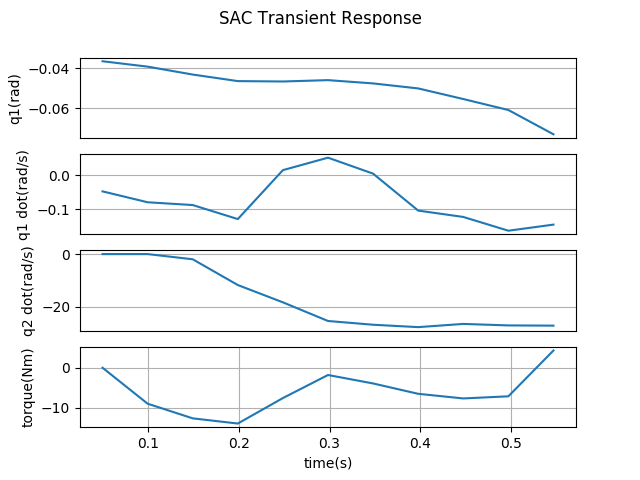 SAC Transient Response
q1(rad)
−0.04
−0.06
q1 dot(rad/s)
0.0
−0.1
q2 dot(rad/s)
0
−20
torque(Nm)
0
−10
0.1 0.2 0.3 0.4 0.5
time(s)